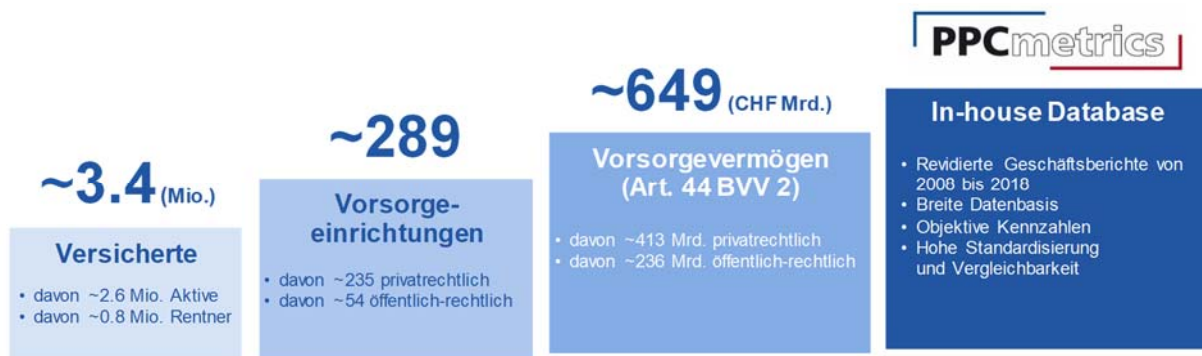 ~3.4 (Mio.)
Versicherte
• davon ~2.6 Mio. Aktive
• davon ~0.8 Mio. Rentner
~289
Vorsorge-
einrichtungen
• davon ~235 privatrechtlich
• davon ~54 öffentlich-rechtlich
~649 (CHF Mrd.)
Vorsorgevermögen
(Art. 44 BVV 2)
• davon ~413 Mrd. privatrechtlich
• davon ~236 Mrd. öffentlich-rechtlich
PPCmetrics
In-house Database
• Revidierte Geschäftsberichte von
2008 bis 2018
• Breite Datenbasis
• Objektive Kennzahlen
• Hohe Standardisierung
und Vergleichbarkeit